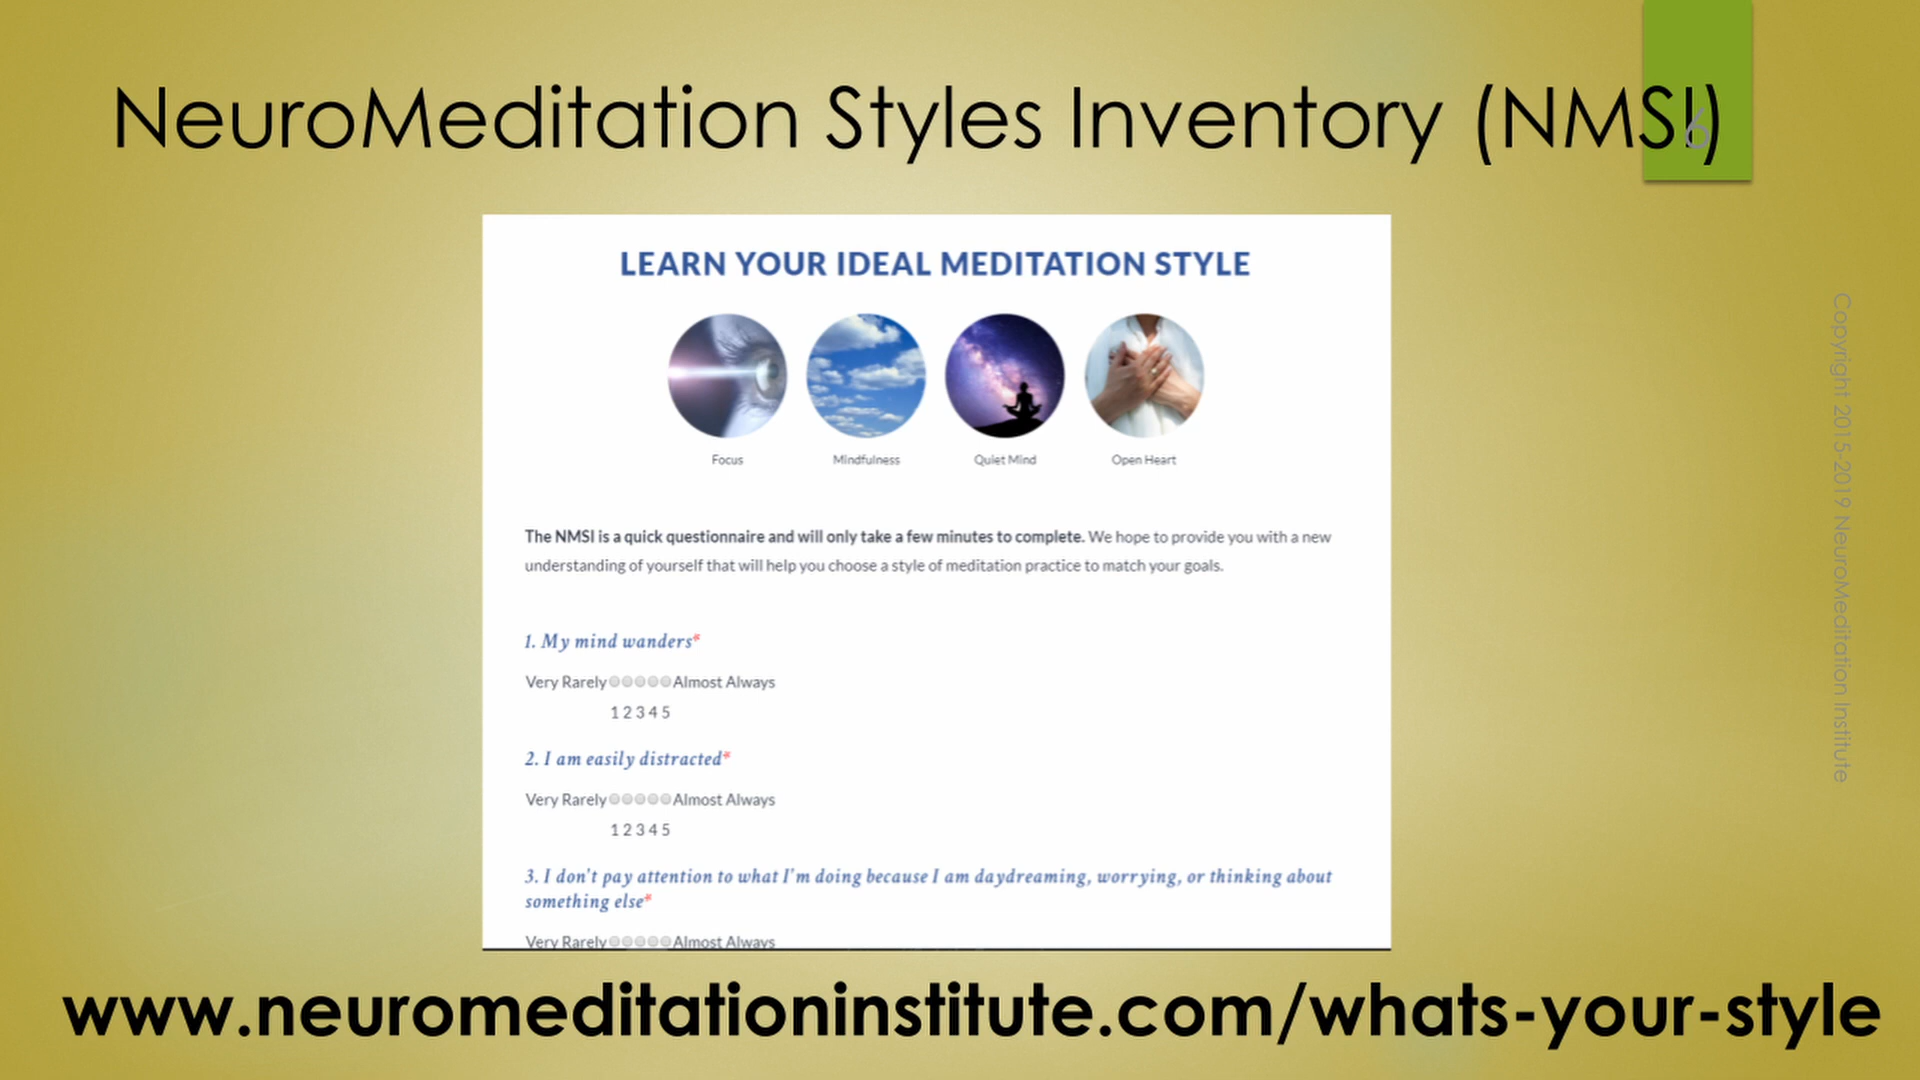 NeuroMeditation Styles Inventory (NMSI)
6
LEARN YOUR IDEAL MEDITATION STYLE
Focus
Mindfulness
Quiet Mind
Open Heart
The NMSI is a quick questionnaire and will only take a few minutes to complete. We hope to provide you with a new
understanding of yourself that will help you choose a style of meditation practice to match your goals.
1. My mind wanders*
Very Rarely Almost Always
1 2 3 4 5
2. I am easily distracted*
Very Rarely Almost Always
1 2 3 4 5
3. I don't pay attention to what I'm doing because I am daydreaming, worrying, or thinking about
something else*
Very Rarely Almost Always
www.neuromeditationinstitute.com/whats-your-style
Copyright 2015-2019 NeuroMeditation Institute